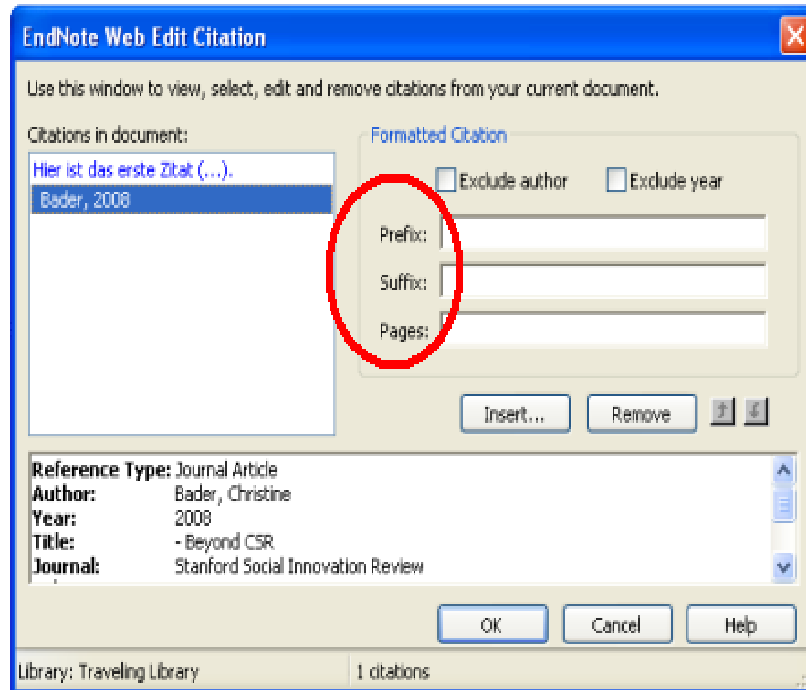 EndNote Web Edit Citation
Use this window to view, select, edit and remove citations from your current document.
Citations in document:
Hier ist das erste Zitat (...).
Bader, 2008
Formatted Citation
Exclude author
Exclude year
Prefix:
Suffix:
Pages:
Insert...
Remove
Reference Type: Journal Article
Author: Bader, Christine
Year: 2008
Title: - Beyond CSR
Journal: Stanford Social Innovation Review
OK
Cancel
Help
Library: Traveling Library
1 citations